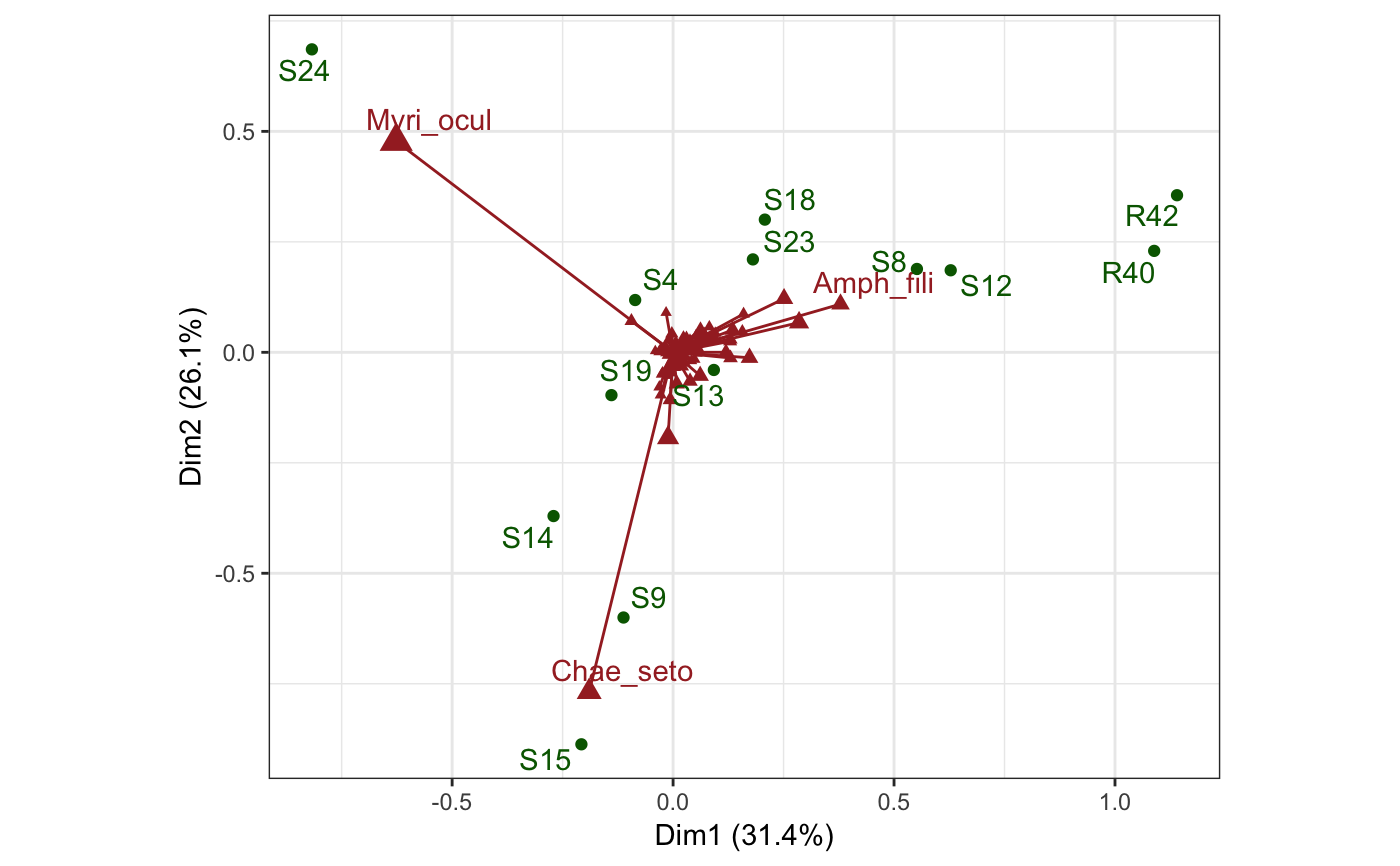 S24
Myri_ocul
0.5
S18
R42
S23
S8
R40
Amph_fili
S12
S4
0.0
S19
S13
Dim2 (26.1%)
S14
-0.5
S9
Chae_seto
S15
-0.5
0.0
0.5
1.0
Dim1 (31.4%)